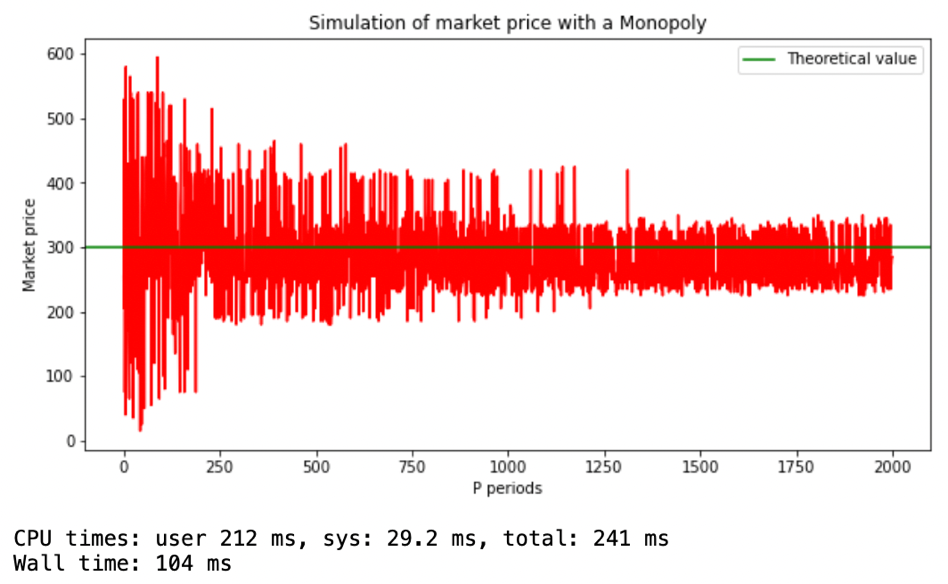 Simulation of market price with a Monopoly
Theoretical value
600
500
400
300
200
100
0
Market price
0 250 500 750 1000 1250 1500 1750 2000
P periods
CPU times: user 212 ms, sys: 29.2 ms, total: 241 ms
Wall time: 104 ms